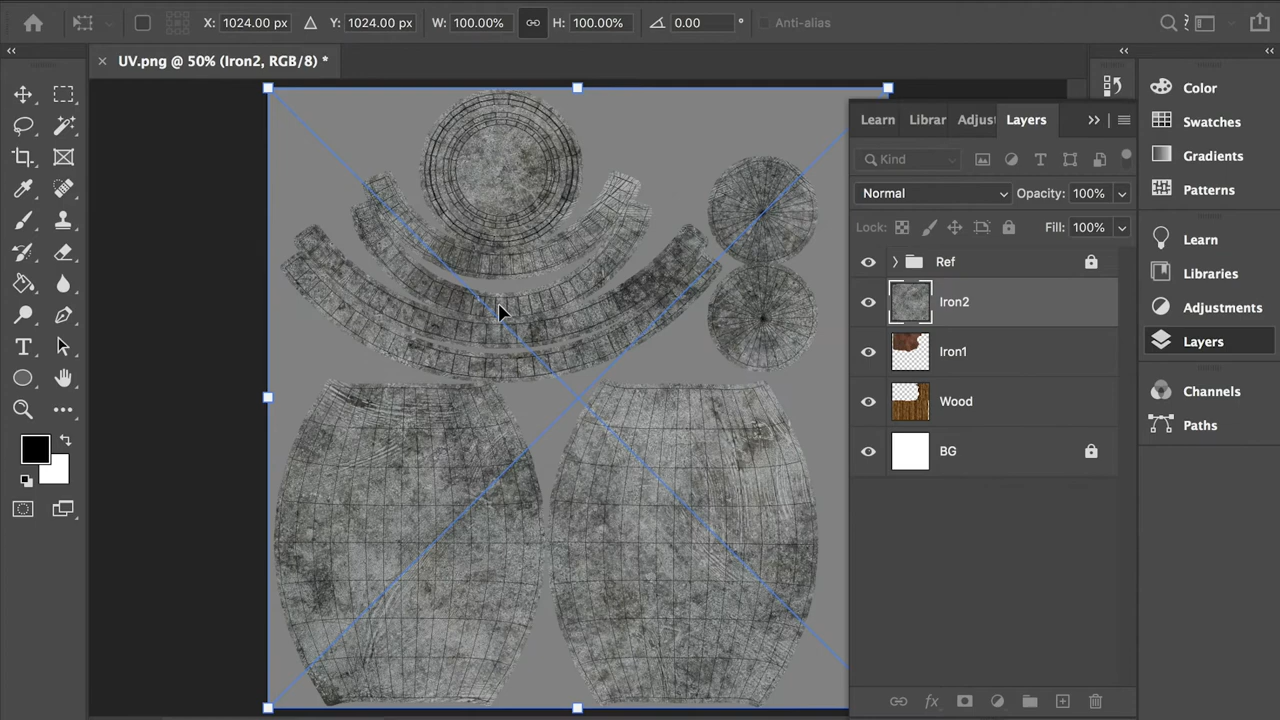 X: 1024.00 px Y: 1024.00 px W: 100.00% H: 100.00% 0.00 ° Anti-alias
UV.png @ 50% (Iron2, RGB/8) *
Learn Librar Adjus Layers
Kind
Normal Opacity: 100%
Lock: Fill: 100%
Ref
Iron2
Iron1
Wood
BG
Color
Swatches
Gradients
Patterns
Learn
Libraries
Adjustments
Layers
Channels
Paths